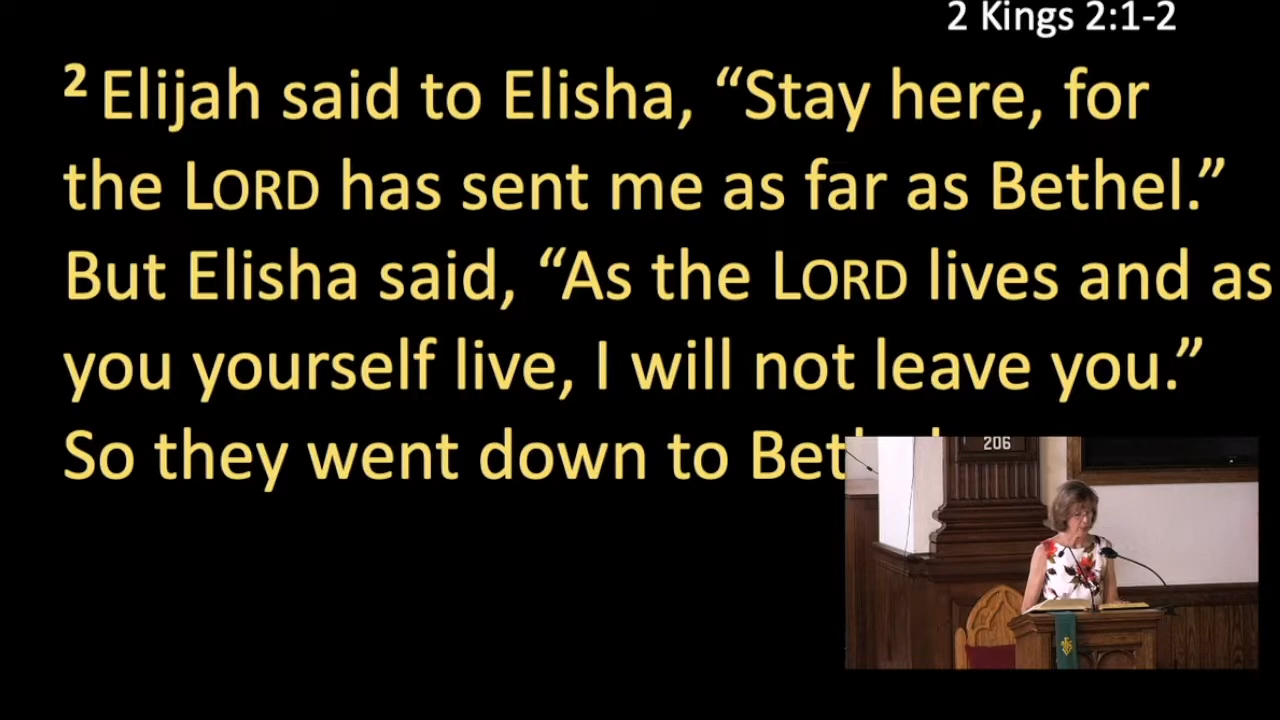 2 Kings 2:1-2
2 Elijah said to Elisha, “Stay here, for
the LORD has sent me as far as Bethel.”
But Elisha said, “As the LORD lives and as
you yourself live, I will not leave you.”
So they went down to
206